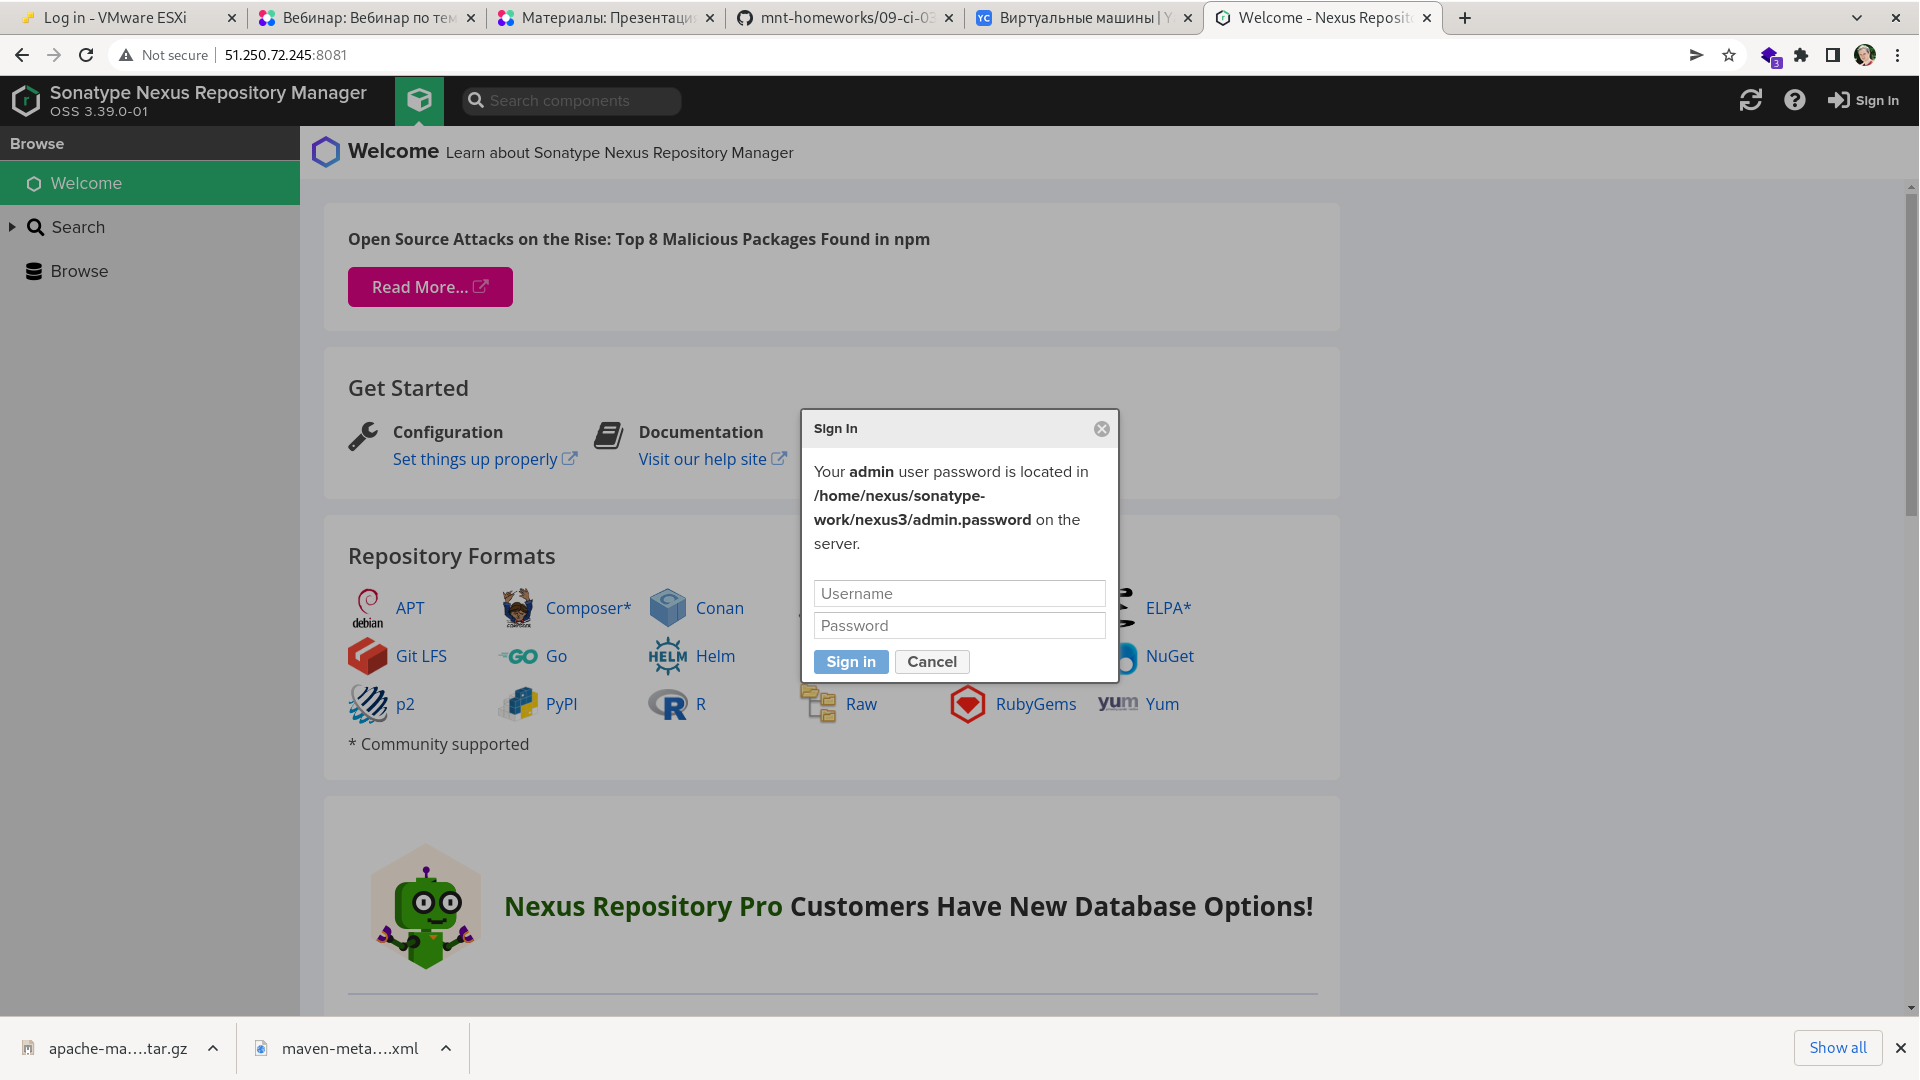 Log in - VMware ESXi
Вебинар: Вебинар по тем
Материалы: Презентация
mnt-homeworks/09-ci-03
Виртуальные машины | Y
Welcome - Nexus Reposito
Not secure
51.250.72.245:8081
3
Sonatype Nexus Repository Manager
OSS 3.39.0-01
Search components
Sign in
Browse
Welcome
Search
Browse
Welcome Learn about Sonatype Nexus Repository Manager
Open Source Attacks on the Rise: Top 8 Malicious Packages Found in npm
Read More...
Get Started
Configuration
Set things up properly
Documentation
Visit our help site
Sign In
Your admin user password is located in
/home/nexus/sonatype-
work/nexus3/admin.password on the
server.
Username
Password
Sign in
Cancel
Repository Formats
debian
APT
Composer*
Conan
ELPA*
Git LFS
GO
Go
HELM
Helm
NuGet
p2
PyPI
R
R
Raw
RubyGems
yum
Yum
* Community supported
Nexus Repository Pro Customers Have New Database Options!
apache-ma....tar.gz
maven-meta....xml
Show all